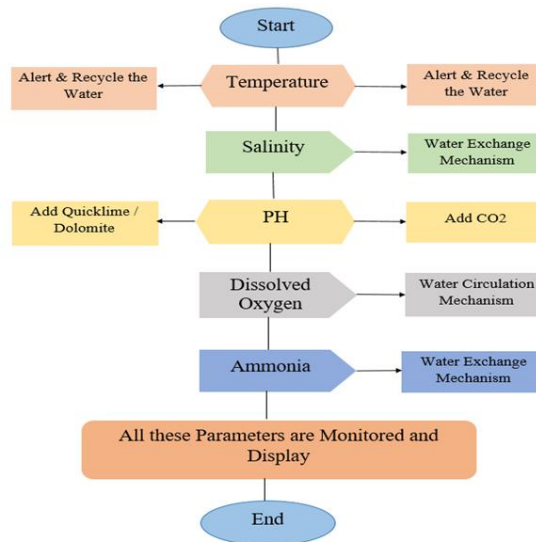 Start
Alert & Recycle the
Water
Temperature
Alert & Recycle
the Water
Salinity
Water Exchange
Mechanism
Add Quicklime /
Dolomite
PH
Add CO2
Dissolved
Oxygen
Water Circulation
Mechanism
Ammonia
Water Exchange
Mechanism
All these Parameters are Monitored and
Display
End